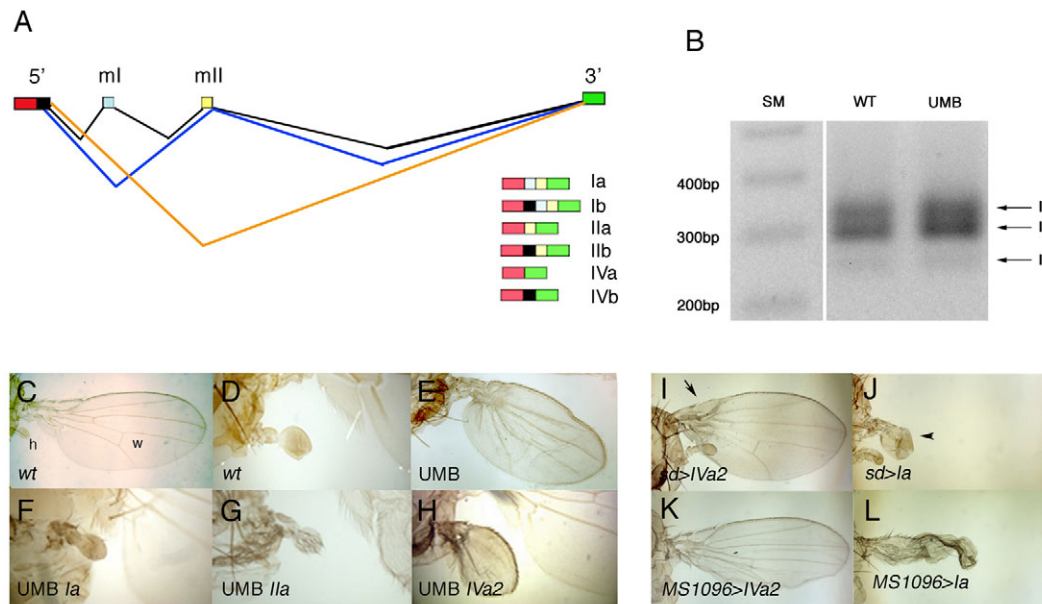 A
5' mI mII 3'
Ia
Ib
IIa
IIb
IVa
IVb
B
SM WT UMB
400bp
300bp
200bp
I
I
I
C
h
w
wt
D
wt
E
UMB
F
UMB Ia
G
UMB IIa
H
UMB IVa2
I
sd>IVa2
J
sd>Ia
K
MS1096>IVa2
L
MS1096>Ia